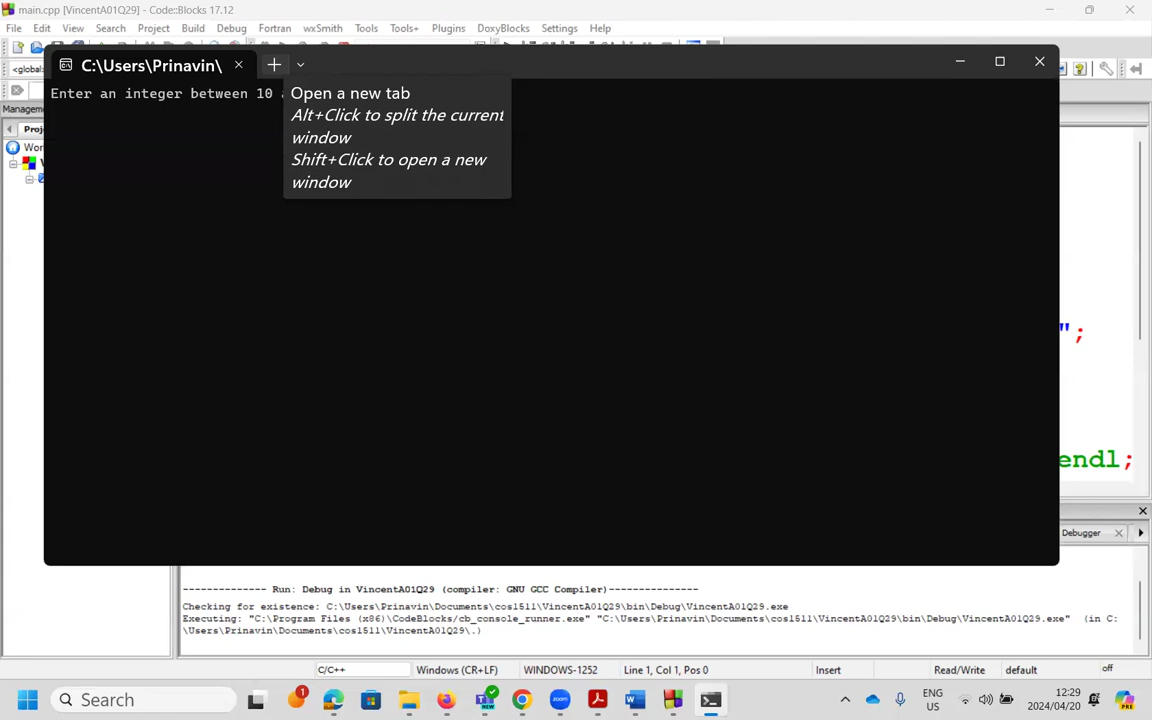 main.cpp [VincentA01Q29] - Code::Blocks 17.12
File Edit View Search Project Build Debug Fortran wxSmith Tools Tools+ Plugins DoxyBlocks Settings Help
<global>
C:\Users\Prinavin\
Enter an integer between 10
Open a new tab
Alt+Click to split the current
window
Shift+Click to open a new
window
";
endl;
Debugger
-------------- Run: Debug in VincentA01Q29 (compiler: GNU GCC Compiler)---------------
Checking for existence: C:\Users\Prinavin\Documents\cos1511\VincentA01Q29\bin\Debug\VincentA01Q29.exe
Executing: "C:\Program Files (x86)\CodeBlocks/cb_console_runner.exe" "C:\Users\Prinavin\Documents\cos1511\VincentA01Q29\bin\Debug\VincentA01Q29.exe" (in C:
\Users\Prinavin\Documents\cos1511\VincentA01Q29\.)
C/C++ Windows (CR+LF) WINDOWS-1252 Line 1, Col 1, Pos 0 Insert Read/Write default off
Search 1 NEW ENG US 12:29 2024/04/20 PRE